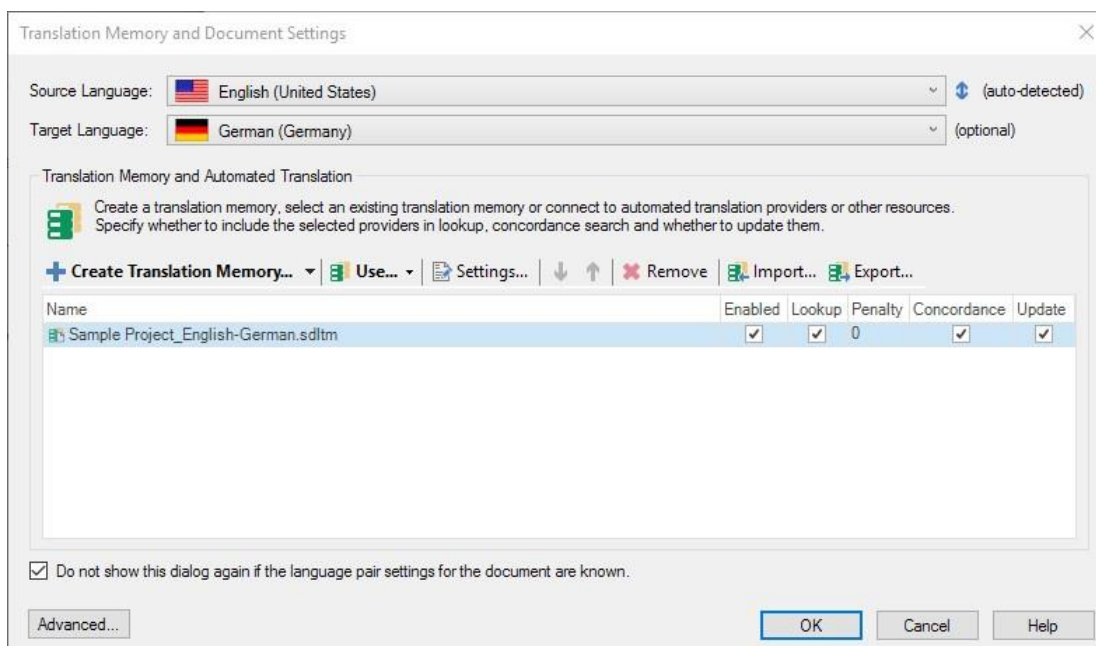 Translation Memory and Document Settings
Source Language: English (United States) (auto-detected)
Target Language: German (Germany) (optional)
Translation Memory and Automated Translation
Create a translation memory, select an existing translation memory or connect to automated translation providers or other resources.
Specify whether to include the selected providers in lookup, concordance search and whether to update them.
Create Translation Memory... Use... Settings... Remove Import... Export...
Name Enabled Lookup Penalty Concordance Update
Sample Project_English-German.sdltm 0
Do not show this dialog again if the language pair settings for the document are known.
Advanced... OK Cancel Help